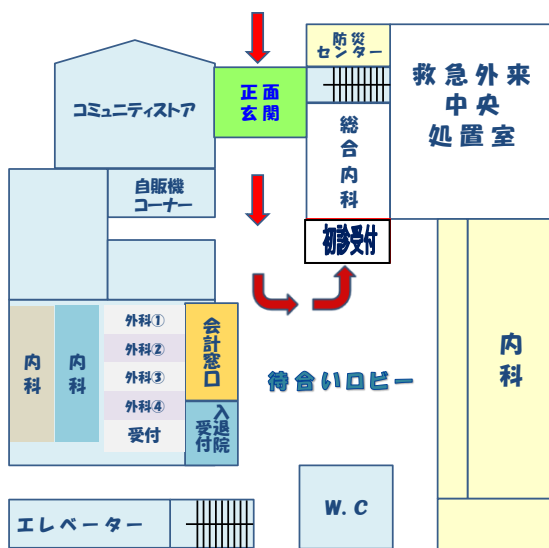 防災
センター
救急外来
中央
処置室
正面
玄関
コミュニティストア
総合内科
自販機
コーナー
初診受付
外科①
外科②
外科③
外科④
受付
内科
内科
会計窓口
入退院
受付
待合いロビー
内科
エレベーター
W.C